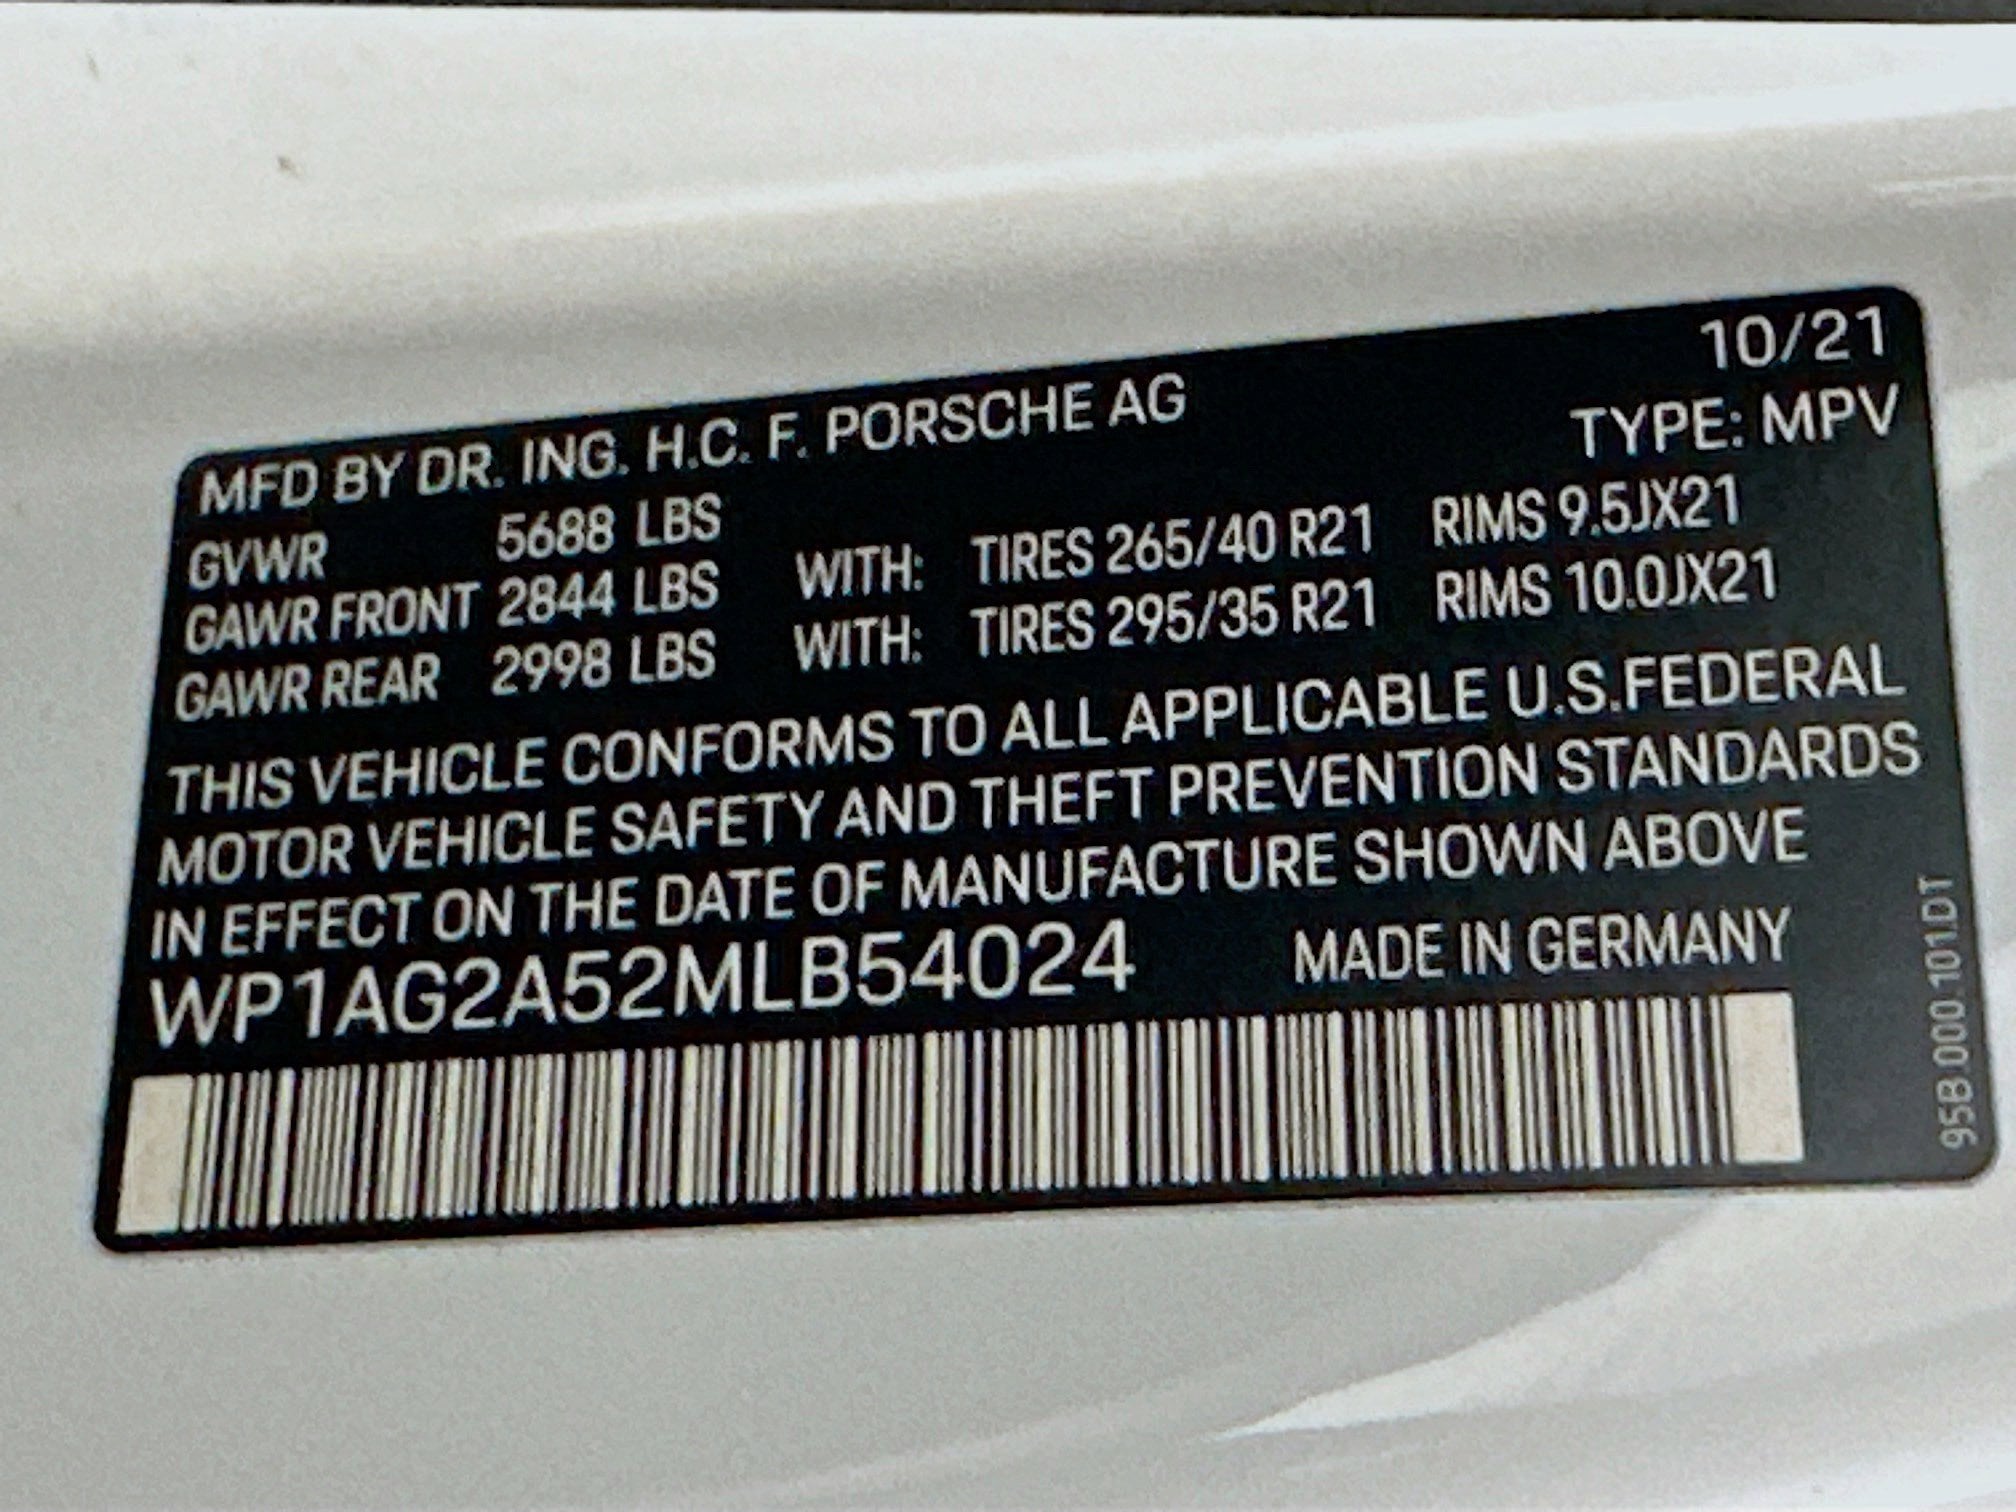 10/21
MFD BY DR. ING. H.C. F. PORSCHE AG TYPE: MPV
GVWR 5688 LBS
GAWR FRONT 2844 LBS WITH: TIRES 265/40 R21 RIMS 9.5JX21
GAWR REAR 2998 LBS WITH: TIRES 295/35 R21 RIMS 10.0JX21
THIS VEHICLE CONFORMS TO ALL APPLICABLE U.S.FEDERAL
MOTOR VEHICLE SAFETY AND THEFT PREVENTION STANDARDS
IN EFFECT ON THE DATE OF MANUFACTURE SHOWN ABOVE
WP1AG2A52MLB54024 MADE IN GERMANY
95B 000 101 DT